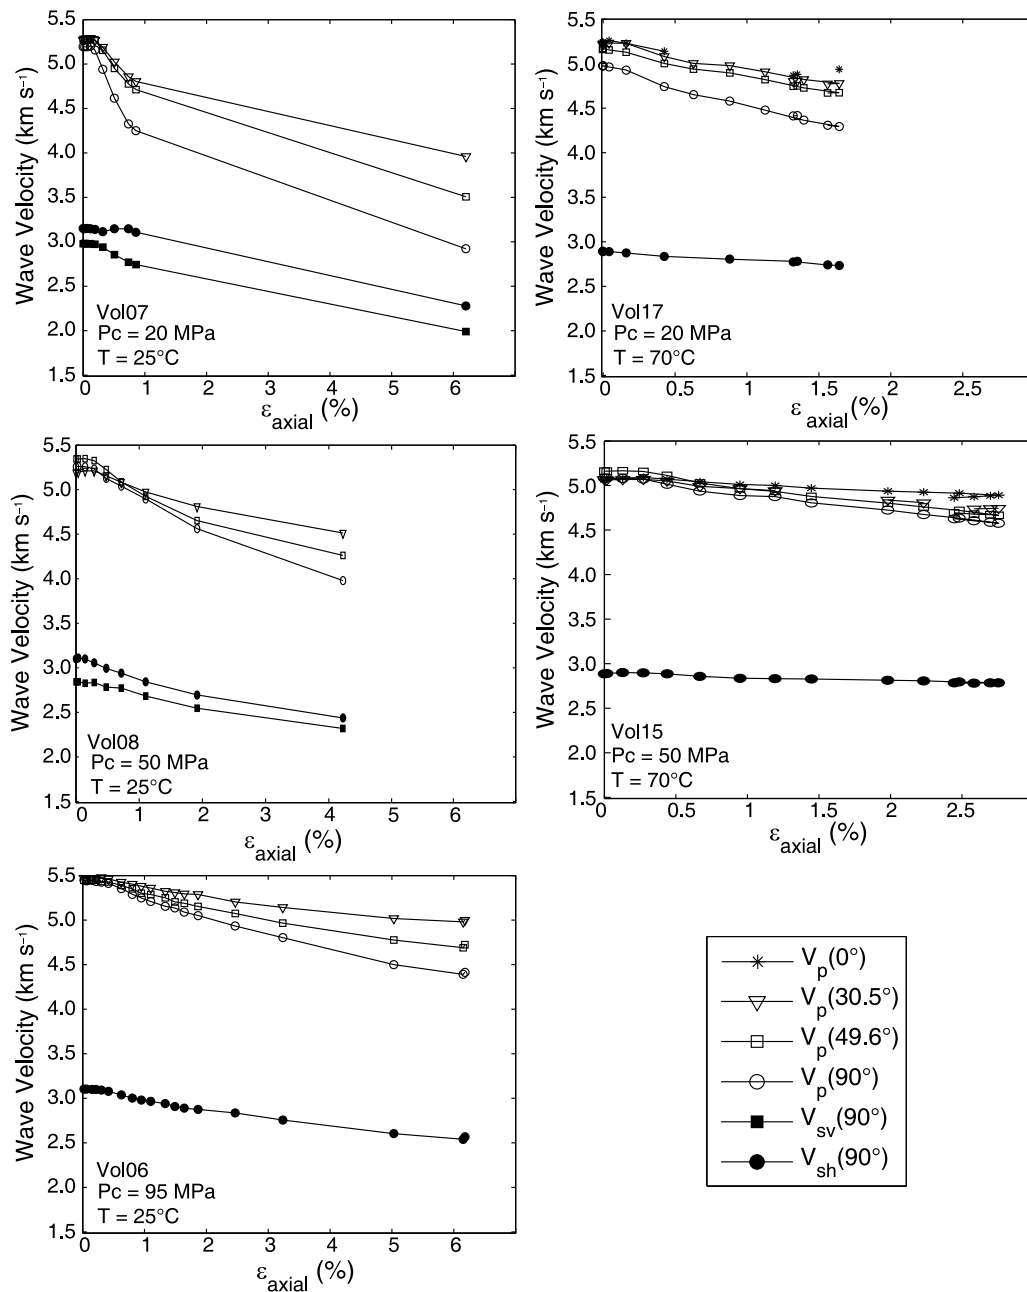 5.5
5.0
4.5
4.0
3.5
3.0
2.5
2.0
1.5
Wave Velocity (km s⁻¹)
Vol07
Pc = 20 MPa
T = 25°C
0 1 2 3 4 5 6
ε_axial (%)
5.5
5.0
4.5
4.0
3.5
3.0
2.5
2.0
1.5
Wave Velocity (km s⁻¹)
Vol17
Pc = 20 MPa
T = 70°C
0 0.5 1 1.5 2 2.5
ε_axial (%)
5.5
5.0
4.5
4.0
3.5
3.0
2.5
2.0
1.5
Wave Velocity (km s⁻¹)
Vol08
Pc = 50 MPa
T = 25°C
0 1 2 3 4 5 6
ε_axial (%)
5.5
5.0
4.5
4.0
3.5
3.0
2.5
2.0
1.5
Wave Velocity (km s⁻¹)
Vol15
Pc = 50 MPa
T = 70°C
0 0.5 1 1.5 2 2.5
ε_axial (%)
5.5
5.0
4.5
4.0
3.5
3.0
2.5
2.0
1.5
Wave Velocity (km s⁻¹)
Vol06
Pc = 95 MPa
T = 25°C
0 1 2 3 4 5 6
ε_axial (%)
V_p(0°)
V_p(30.5°)
V_p(49.6°)
V_p(90°)
V_sv(90°)
V_sh(90°)